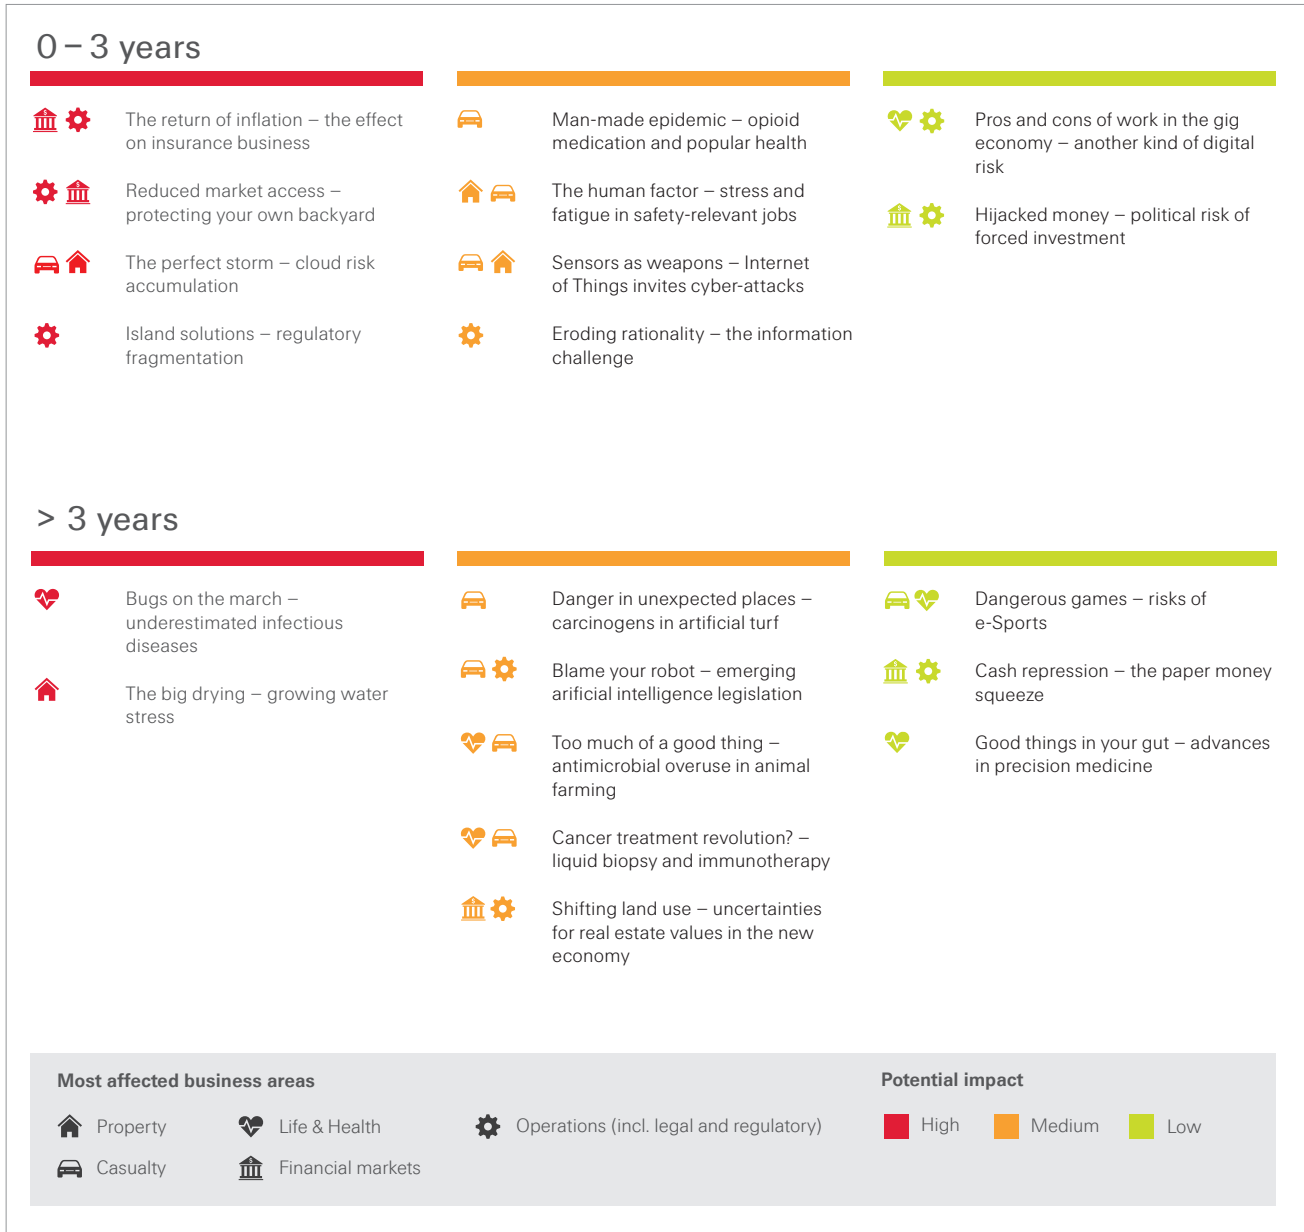 0 – 3 years
The return of inflation – the effect
on insurance business
Reduced market access –
protecting your own backyard
The perfect storm – cloud risk
accumulation
Island solutions – regulatory
fragmentation
Man-made epidemic – opioid
medication and popular health
The human factor – stress and
fatigue in safety-relevant jobs
Sensors as weapons – Internet
of Things invites cyber-attacks
Eroding rationality – the information
challenge
Pros and cons of work in the gig
economy – another kind of digital
risk
Hijacked money – political risk of
forced investment
> 3 years
Bugs on the march –
underestimated infectious
diseases
The big drying – growing water
stress
Danger in unexpected places –
carcinogens in artificial turf
Blame your robot – emerging
arificial intelligence legislation
Too much of a good thing –
antimicrobial overuse in animal
farming
Cancer treatment revolution? –
liquid biopsy and immunotherapy
Shifting land use – uncertainties
for real estate values in the new
economy
Dangerous games – risks of
e-Sports
Cash repression – the paper money
squeeze
Good things in your gut – advances
in precision medicine
Most affected business areas
Property
Life & Health
Operations (incl. legal and regulatory)
Casualty
Financial markets
Potential impact
High
Medium
Low